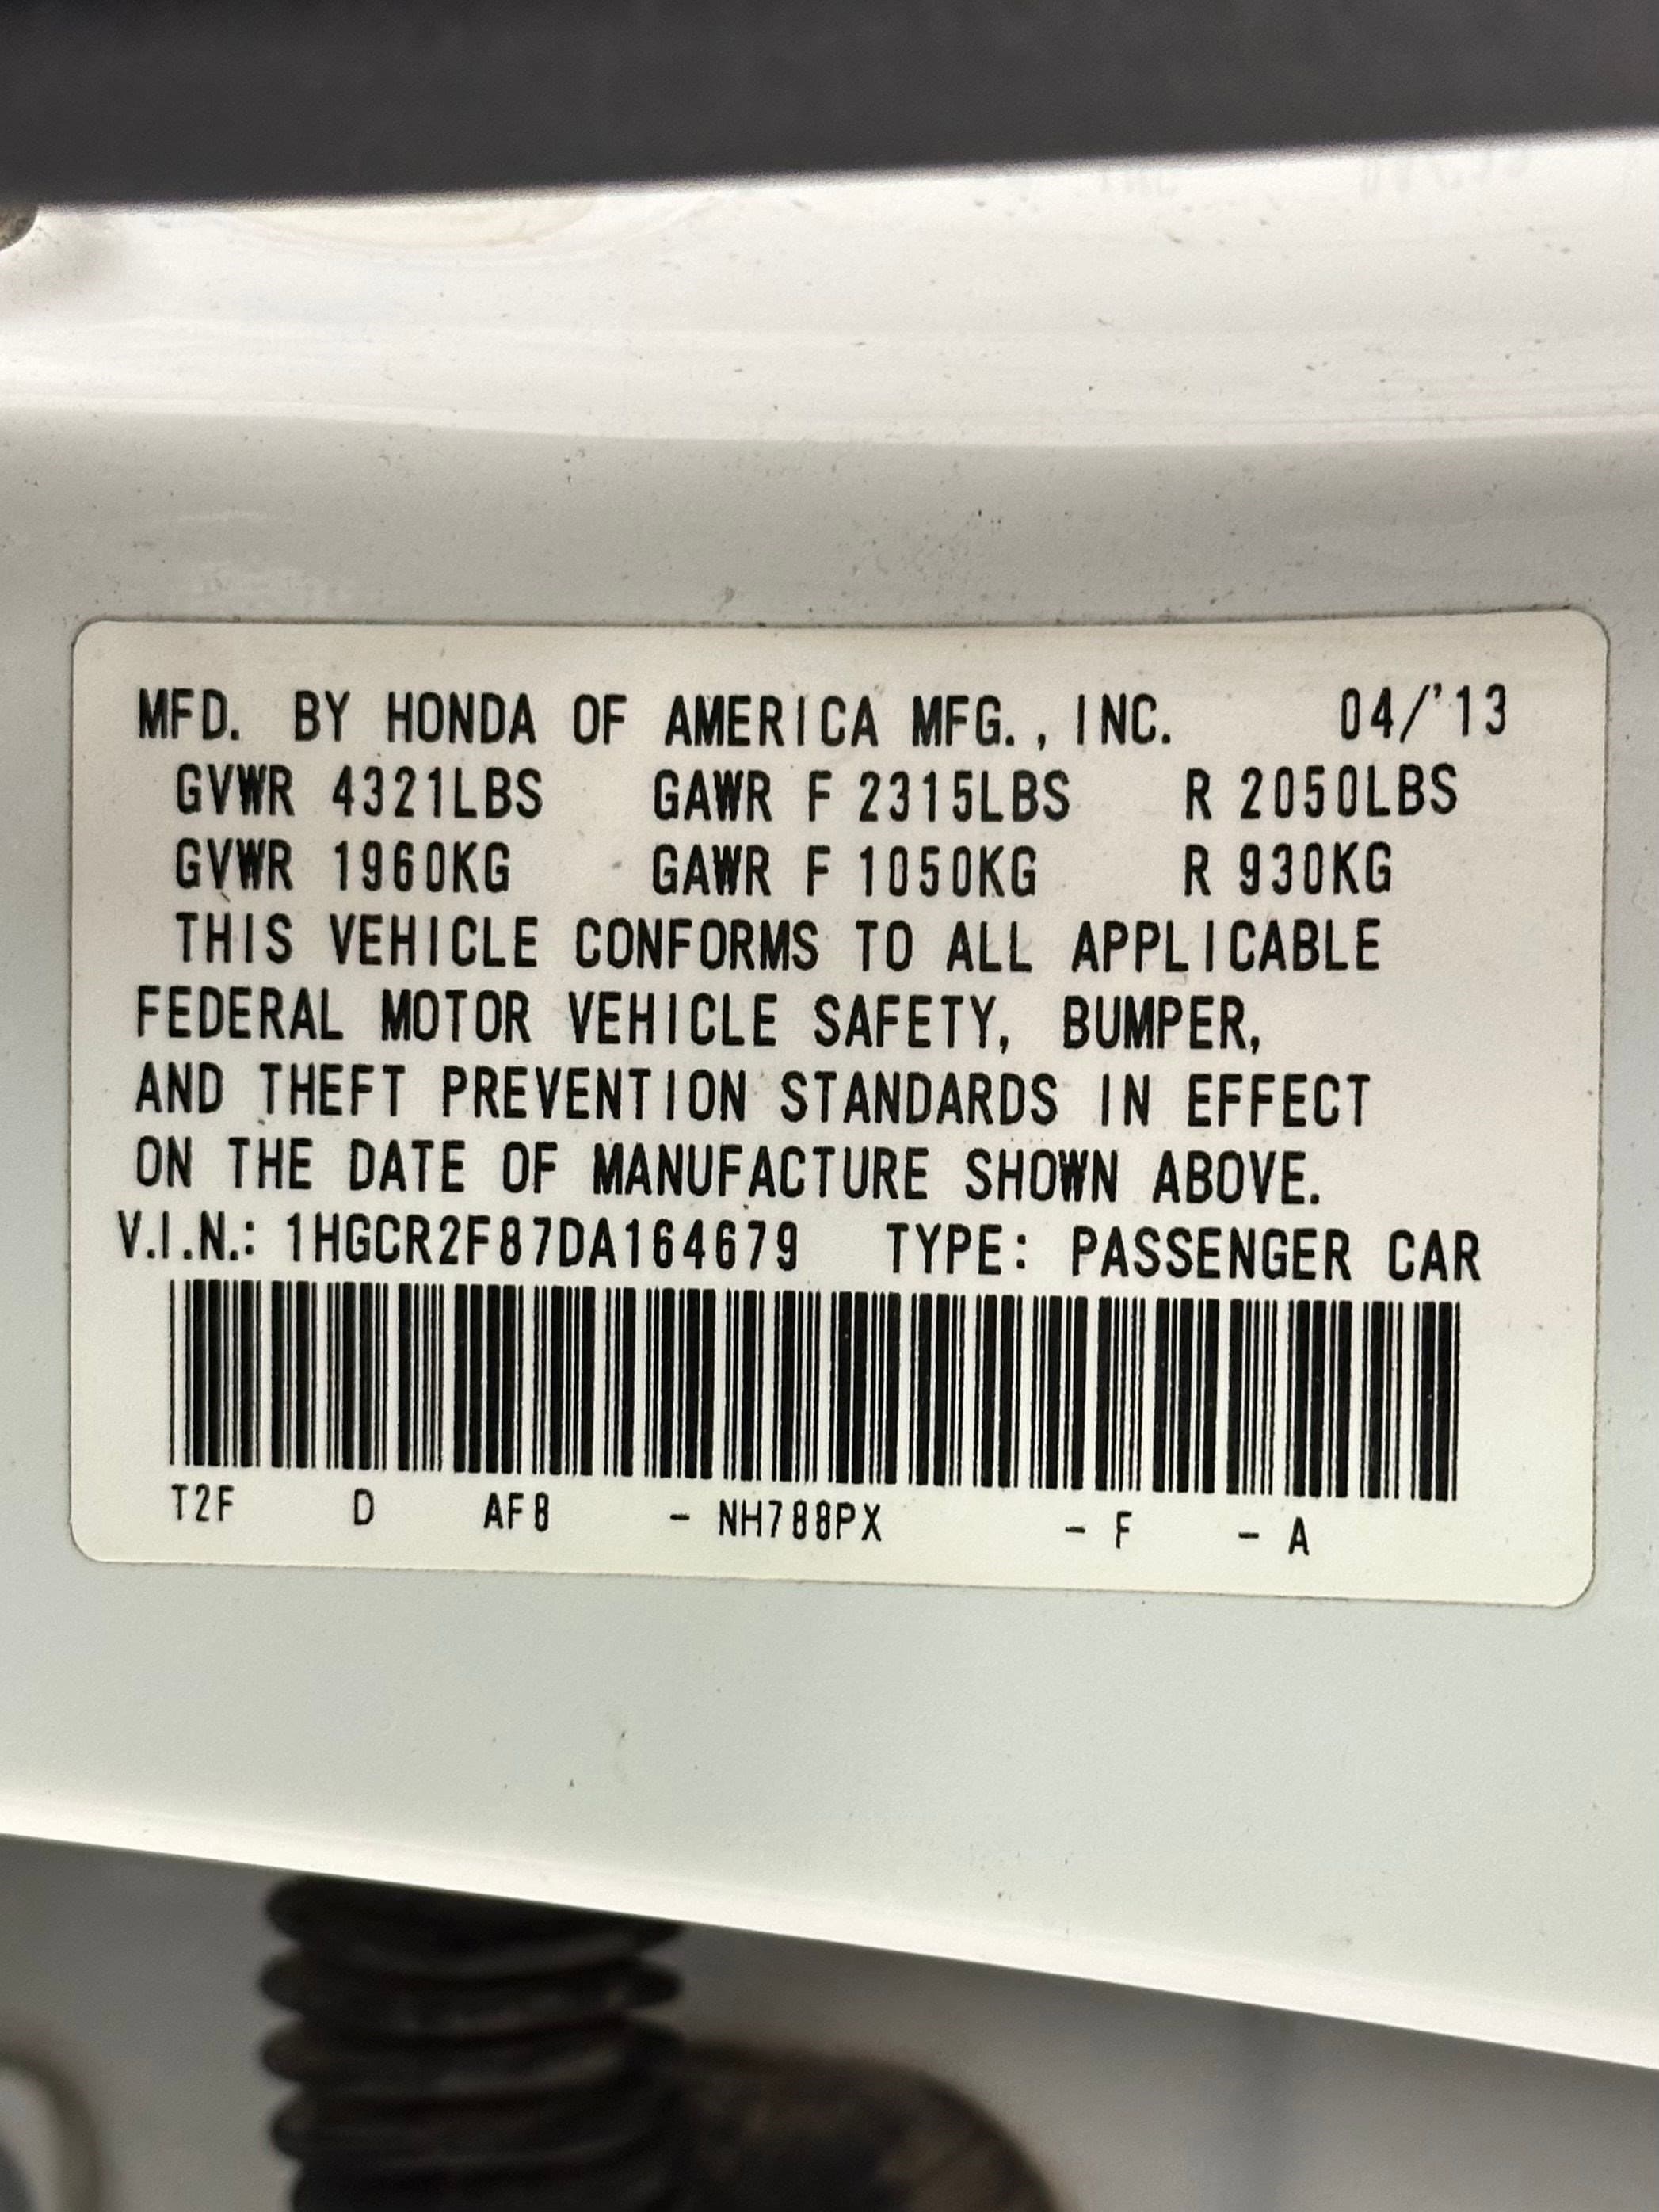 MFD. BY HONDA OF AMERICA MFG., INC. 04/'13
GVWR 4321LBS GAWR F 2315LBS R 2050LBS
GVWR 1960KG GAWR F 1050KG R 930KG
THIS VEHICLE CONFORMS TO ALL APPLICABLE
FEDERAL MOTOR VEHICLE SAFETY, BUMPER,
AND THEFT PREVENTION STANDARDS IN EFFECT
ON THE DATE OF MANUFACTURE SHOWN ABOVE.
V.I.N.: 1HGCR2F87DA164679 TYPE: PASSENGER CAR
T2F D AF8 - NH788PX - F - A